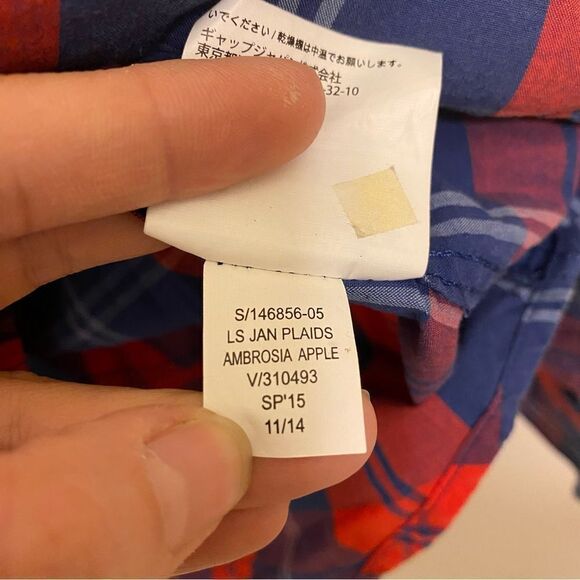 いでください/乾燥機は中温でお願いします。
ギャップジャパン株式会社
東京都
-32-10
S/146856-05
LS JAN PLAIDS
AMBROSIA APPLE
V/310493
SP'15
11/14